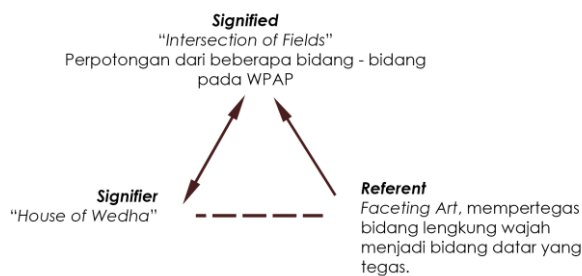 Signified
“Intersection of Fields”
Perpotongan dari beberapa bidang - bidang
pada WPAP
Signifier
“House of Wedha”
Referent
Faceting Art, mempertegas
bidang lengkung wajah
menjadi bidang datar yang
tegas.